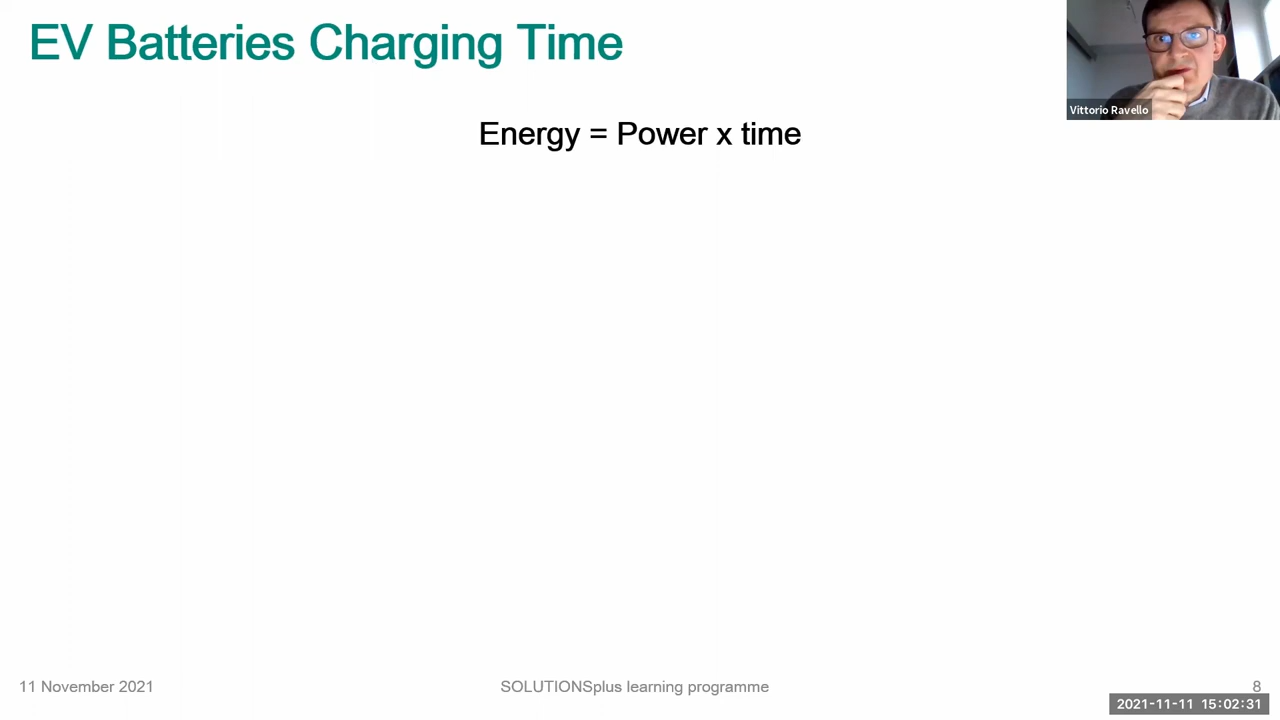 EV Batteries Charging Time
Vittorio Ravello
Energy = Power x time
11 November 2021
SOLUTIONSplus learning programme
8
2021-11-11 15:02:31